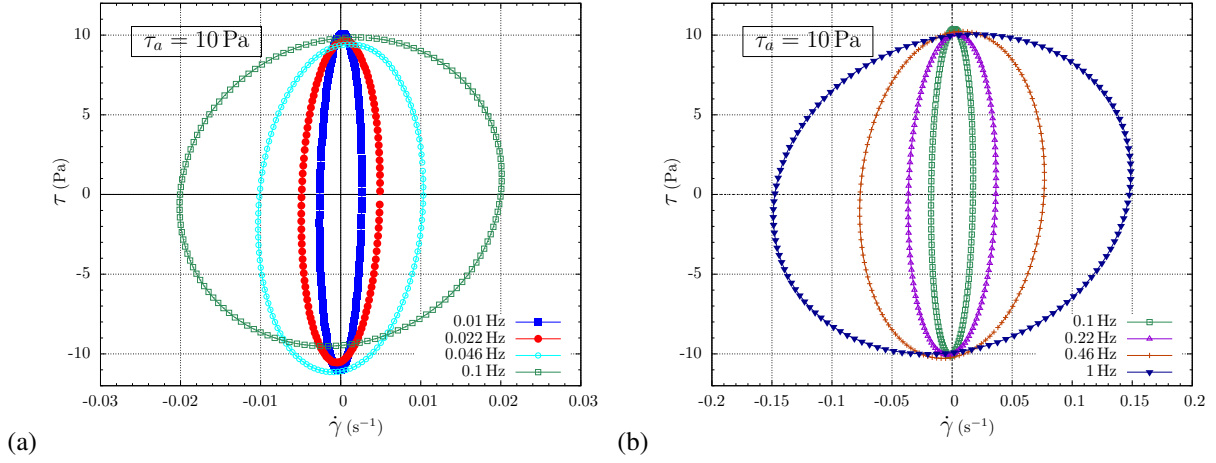 τₐ = 10 Pa
τ (Pa)
10
5
0
-5
-10
0.01 Hz
0.022 Hz
0.046 Hz
0.1 Hz
-0.03 -0.02 -0.01 0 0.01 0.02 0.03
γ̇ (s⁻¹)
(a)
τₐ = 10 Pa
τ (Pa)
10
5
0
-5
-10
0.1 Hz
0.22 Hz
0.46 Hz
1 Hz
-0.2 -0.15 -0.1 -0.05 0 0.05 0.1 0.15 0.2
γ̇ (s⁻¹)
(b)